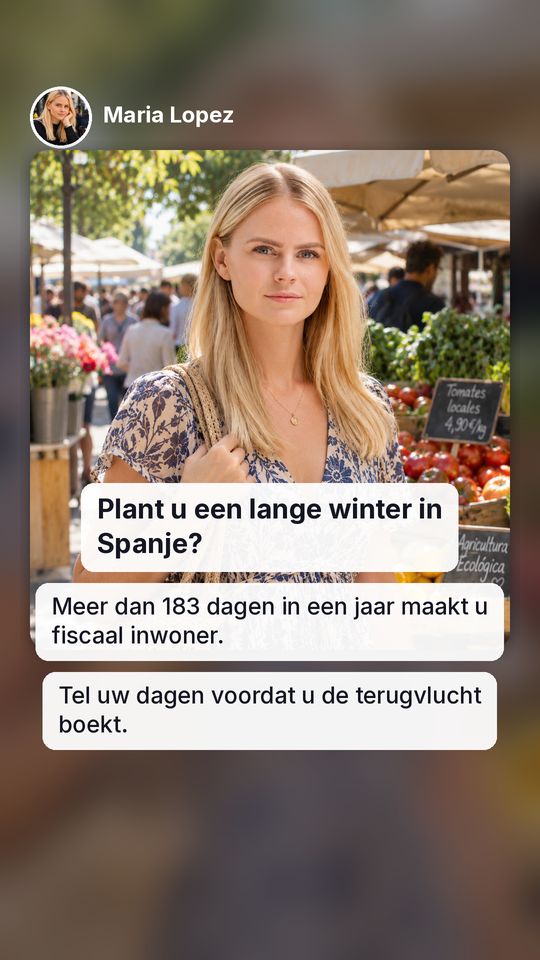 Maria Lopez
Tomates
locales
4,90€/kg
Plant u een lange winter in
Spanje?
Agricultura
Ecológica
Meer dan 183 dagen in een jaar maakt u
fiscaal inwoner.
Tel uw dagen voordat u de terugvlucht
boekt.